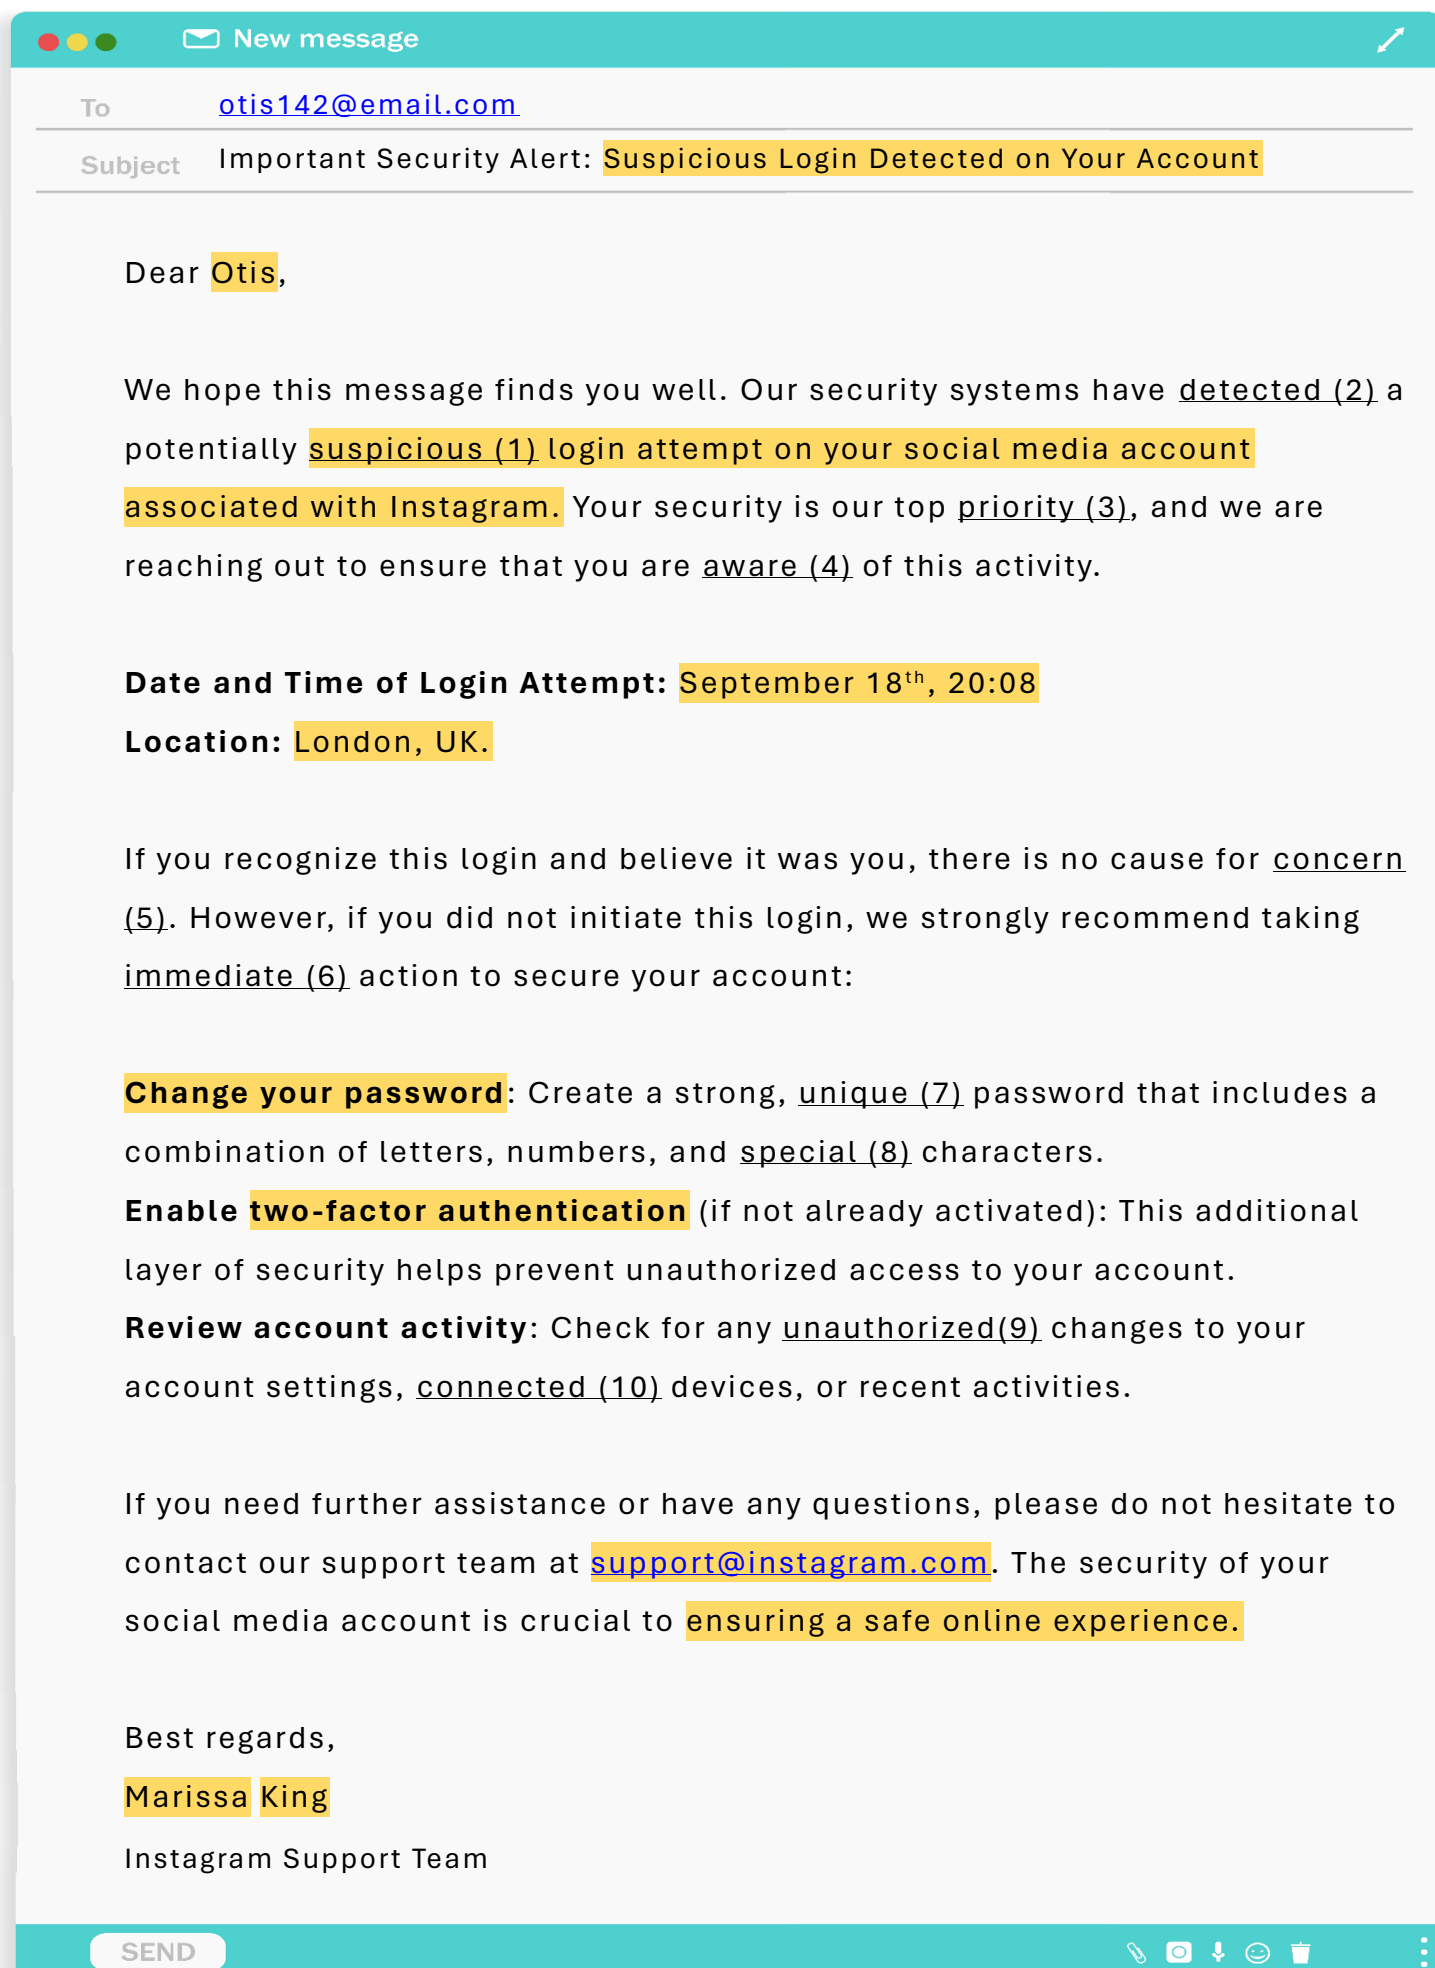 New message
To otis142@email.com
Subject Important Security Alert: Suspicious Login Detected on Your Account
Dear Otis,
We hope this message finds you well. Our security systems have detected (2) a
potentially suspicious (1) login attempt on your social media account
associated with Instagram. Your security is our top priority (3), and we are
reaching out to ensure that you are aware (4) of this activity.
Date and Time of Login Attempt: September 18th, 20:08
Location: London, UK.
If you recognize this login and believe it was you, there is no cause for concern
(5). However, if you did not initiate this login, we strongly recommend taking
immediate (6) action to secure your account:
Change your password: Create a strong, unique (7) password that includes a
combination of letters, numbers, and special (8) characters.
Enable two-factor authentication (if not already activated): This additional
layer of security helps prevent unauthorized access to your account.
Review account activity: Check for any unauthorized(9) changes to your
account settings, connected (10) devices, or recent activities.
If you need further assistance or have any questions, please do not hesitate to
contact our support team at support@instagram.com. The security of your
social media account is crucial to ensuring a safe online experience.
Best regards,
Marissa King
Instagram Support Team
SEND